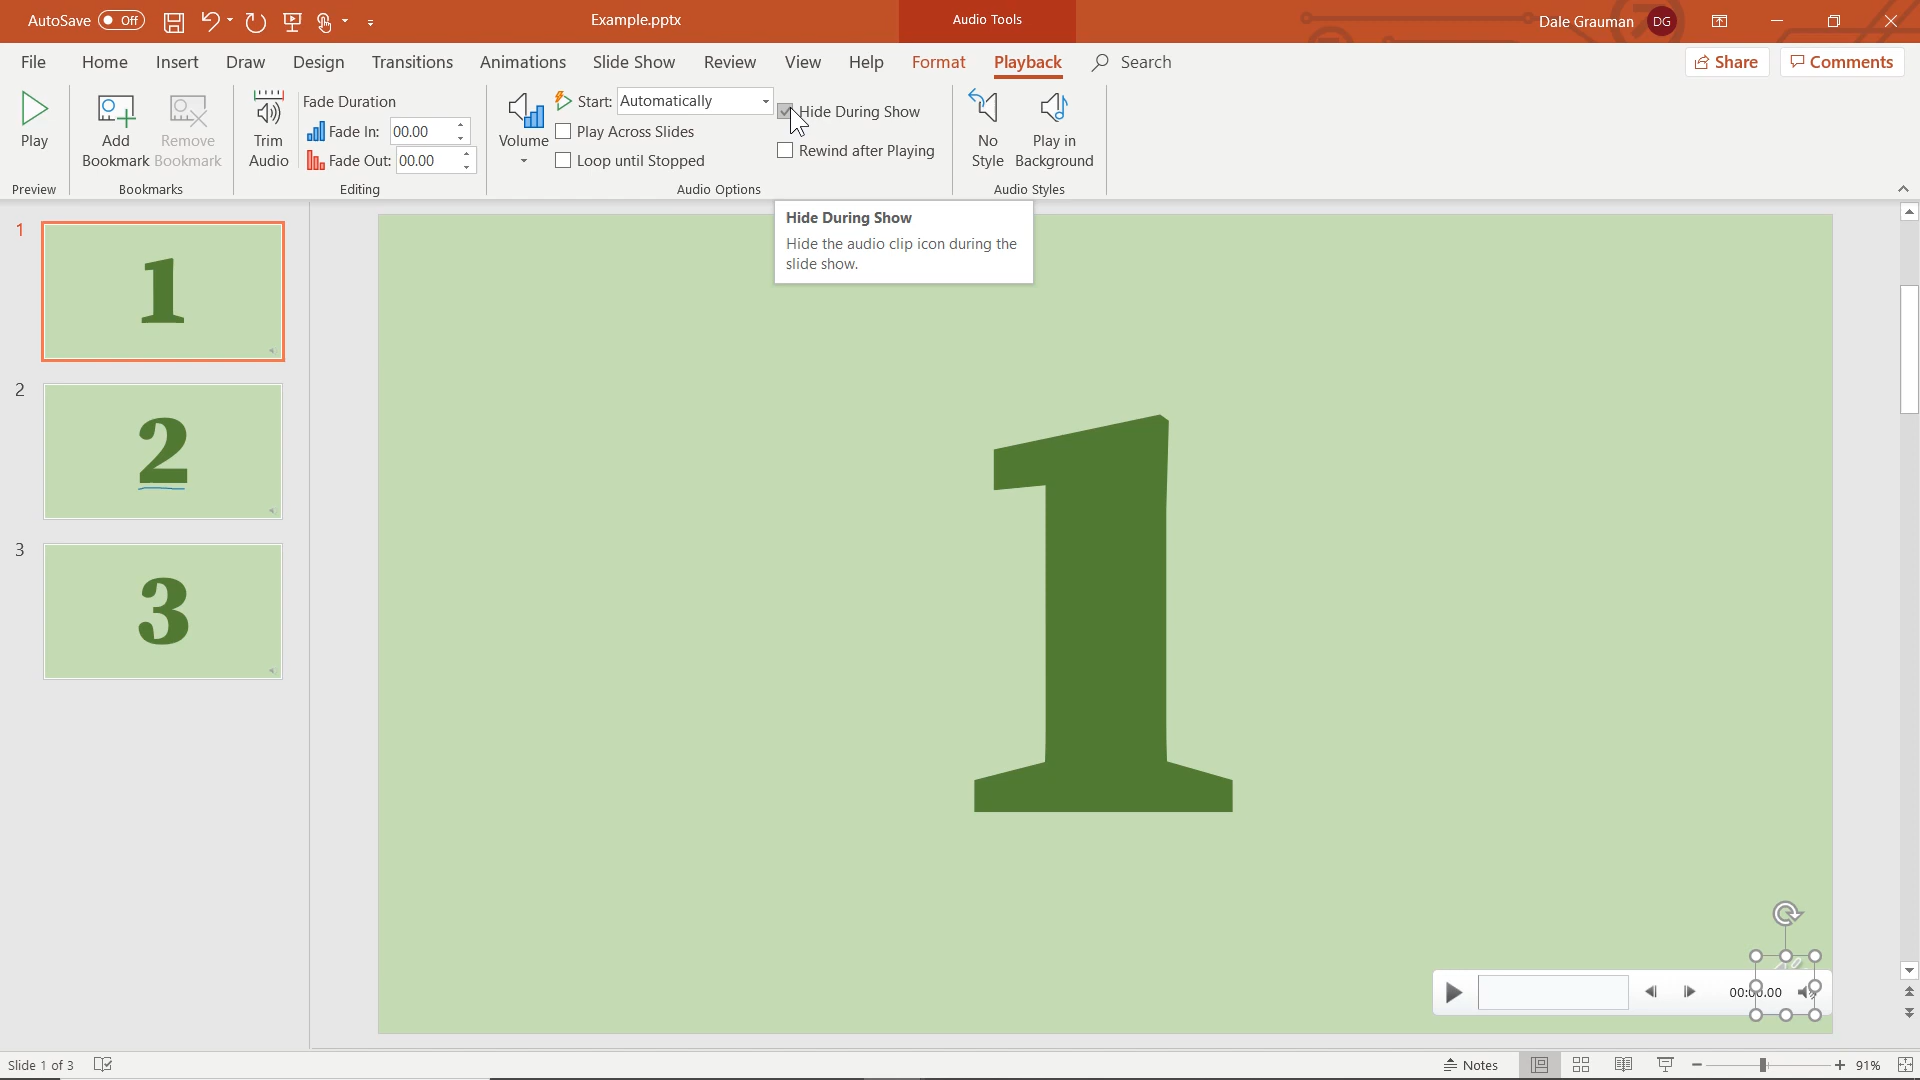 AutoSave Off Example.pptx Audio Tools Dale Grauman DG
File Home Insert Draw Design Transitions Animations Slide Show Review View Help Format Playback Search Share Comments
Play
Preview
Add Bookmark
Remove Bookmark
Bookmarks
Trim Audio
Fade Duration
Fade In: 00.00
Fade Out: 00.00
Editing
Volume
Start: Automatically
Play Across Slides
Loop until Stopped
Hide During Show
Rewind after Playing
Audio Options
No Style
Play in Background
Audio Styles
Hide During Show
Hide the audio clip icon during the
slide show.
1
1
2
2
3
3
1
00:00.00
Slide 1 of 3 Notes 91%